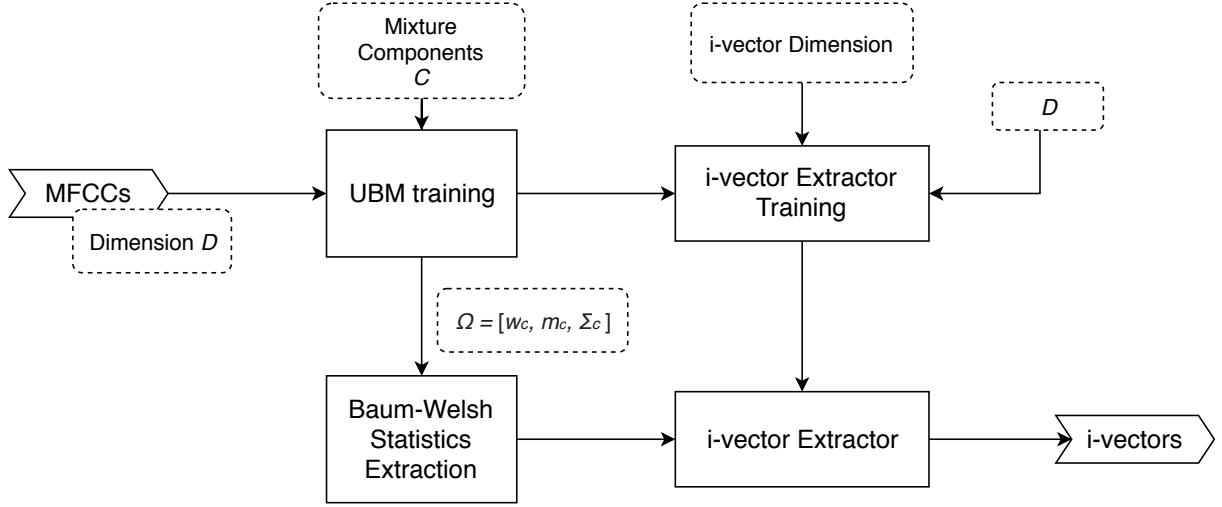 Mixture
Components
C
i-vector Dimension
D
MFCCs
Dimension D
UBM training
i-vector Extractor
Training
Ω = [wc, mc, Σc]
Baum-Welsh
Statistics
Extraction
i-vector Extractor
i-vectors